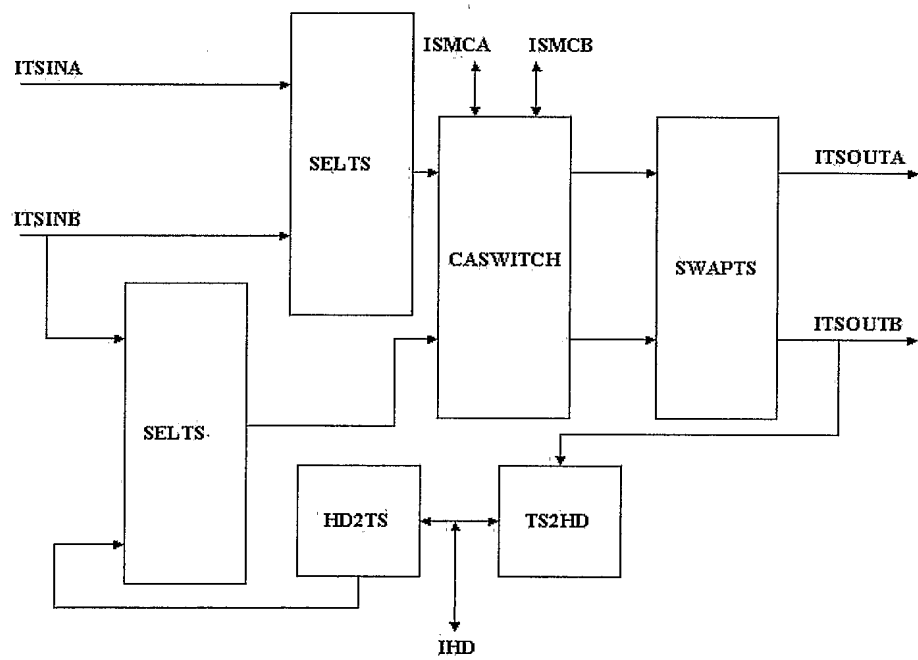 ISMCA
ISMCB
ITSINA
SELTS
ITSOUTA
ITSINB
CASWITCH
SWAPTS
ITSOUTB
SELTS
HD2TS
TS2HD
IHD